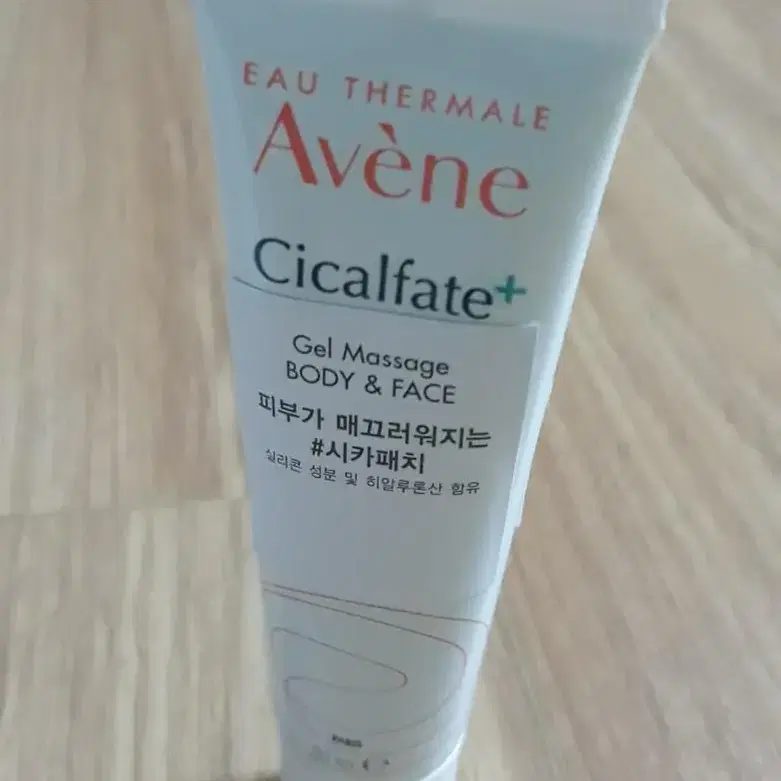 EAU THERMALE
Avène
Cicalfate+
Gel Massage
BODY & FACE
피부가 매끄러워지는
#시카패치
실리콘 성분 및 히알루론산 함유
PARIS